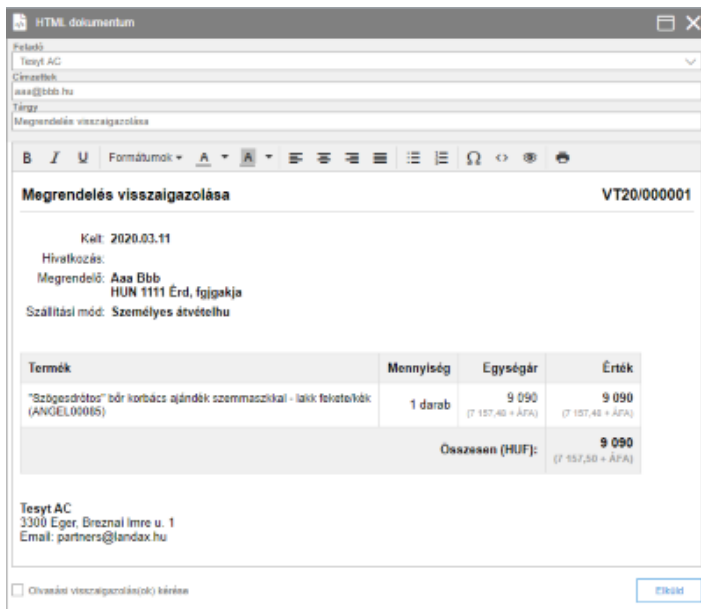 HTML dokumentum
Feladó
Tesyt AC
Címzettek
aaa@bbb.hu
Tárgy
Megrendelés visszaigazolása
B I U Formátumok A A
Megrendelés visszaigazolása VT20/000001
Kelt: 2020.03.11
Hivatkozás:
Megrendelő: Aaa Bbb
HUN 1111 Érd, fgjgakja
Szállítási mód: Személyes átvételhu
Termék Mennyiség Egységár Érték
"Szögesdrótos" bőr korbács ajándék szemmaszkkal - lakk fekete/kék 1 darab 9 090 9 090
(ANGEL00085) (7 157,48 + ÁFA) (7 157,48 + ÁFA)
Összesen (HUF): 9 090
(7 157,50 + ÁFA)
Tesyt AC
3300 Eger, Breznai Imre u. 1
Email: partners@landax.hu
Olvasási visszaigazolás(ok) kérése Elküld